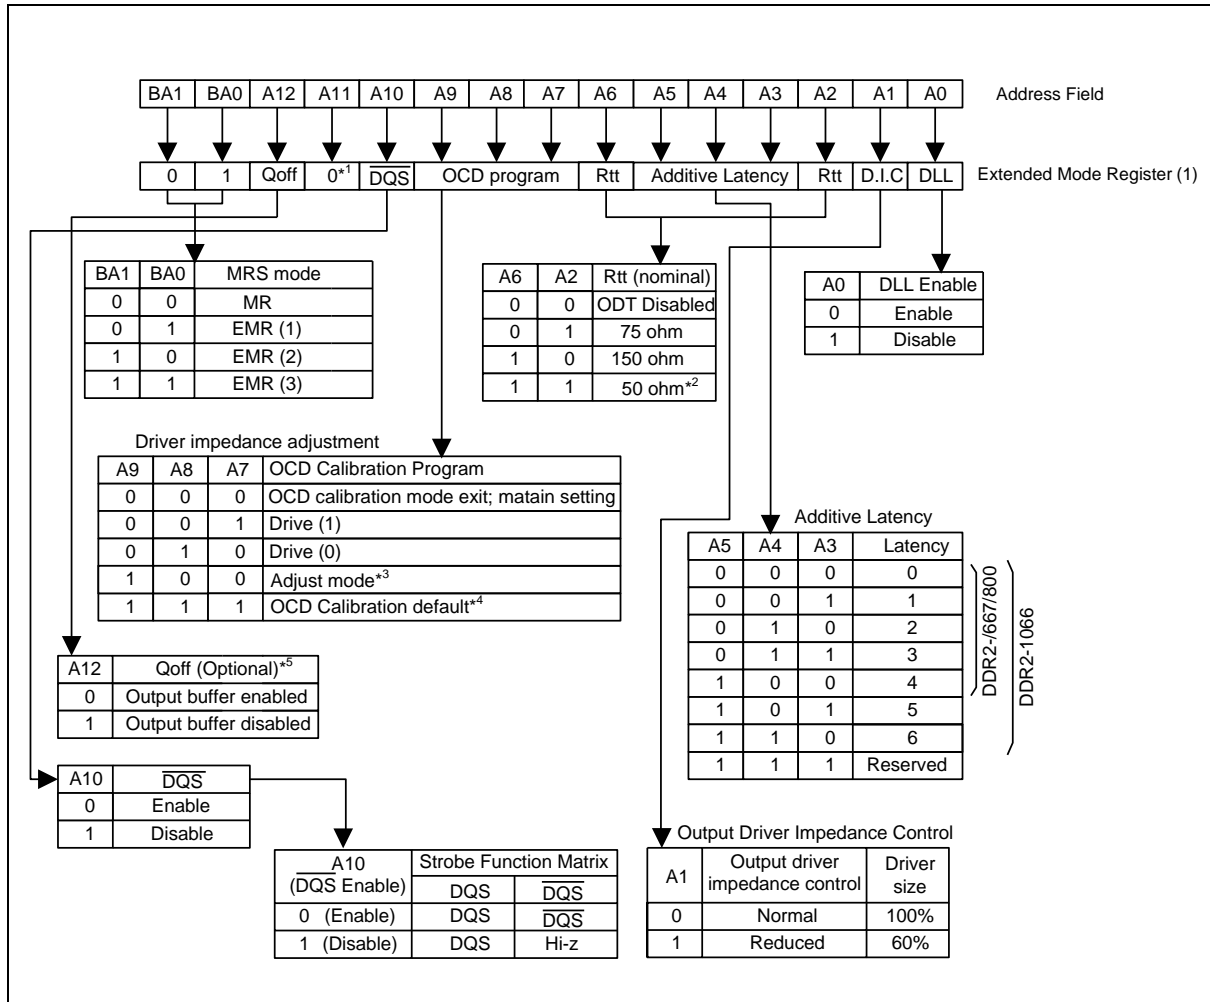 BA1 BA0 A12 A11 A10 A9 A8 A7 A6 A5 A4 A3 A2 A1 A0 Address Field
0 1 Qoff 0*1 DQS OCD program Rtt Additive Latency Rtt D.I.C DLL Extended Mode Register (1)
BA1 BA0 MRS mode
0 0 MR
0 1 EMR (1)
1 0 EMR (2)
1 1 EMR (3)
A6 A2 Rtt (nominal)
0 0 ODT Disabled
0 1 75 ohm
1 0 150 ohm
1 1 50 ohm*2
A0 DLL Enable
0 Enable
1 Disable
Driver impedance adjustment
A9 A8 A7 OCD Calibration Program
0 0 0 OCD calibration mode exit; matain setting
0 0 1 Drive (1)
0 1 0 Drive (0)
1 0 0 Adjust mode*3
1 1 1 OCD Calibration default*4
Additive Latency
A5 A4 A3 Latency
0 0 0 0
0 0 1 1
0 1 0 2
0 1 1 3
1 0 0 4
1 0 1 5
1 1 0 6
1 1 1 Reserved
DDR2-/667/800
DDR2-1066
A12 Qoff (Optional)*5
0 Output buffer enabled
1 Output buffer disabled
A10 DQS
0 Enable
1 Disable
A10 (DQS Enable) Strobe Function Matrix
DQS DQS
0 (Enable) DQS DQS
1 (Disable) DQS Hi-z
Output Driver Impedance Control
A1 Output driver impedance control Driver size
0 Normal 100%
1 Reduced 60%